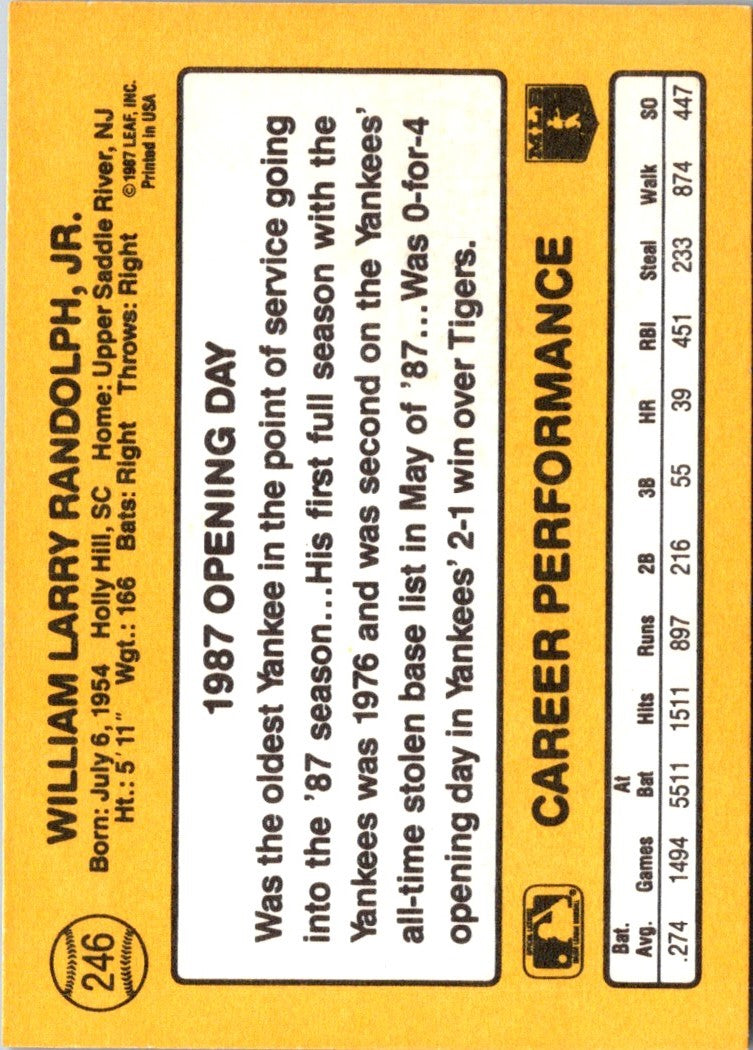 246
WILLIAM LARRY RANDOLPH, JR.
Born: July 6, 1954 Holly Hill, SC Home: Upper Saddle River, NJ
Ht.: 5' 11" Wgt.: 166 Bats: Right Throws: Right
© 1987 LEAF, INC.
Printed in USA
1987 OPENING DAY
Was the oldest Yankee in the point of service going
into the '87 season...His first full season with the
Yankees was 1976 and was second on the Yankees'
all-time stolen base list in May of '87...Was 0-for-4
opening day in Yankees' 2-1 win over Tigers.
CAREER PERFORMANCE
MLB
Bat. Avg. Games At Bat Hits Runs 2B 3B HR RBI Steal Walk SO
.274 1494 5511 1511 897 216 55 39 451 233 874 447